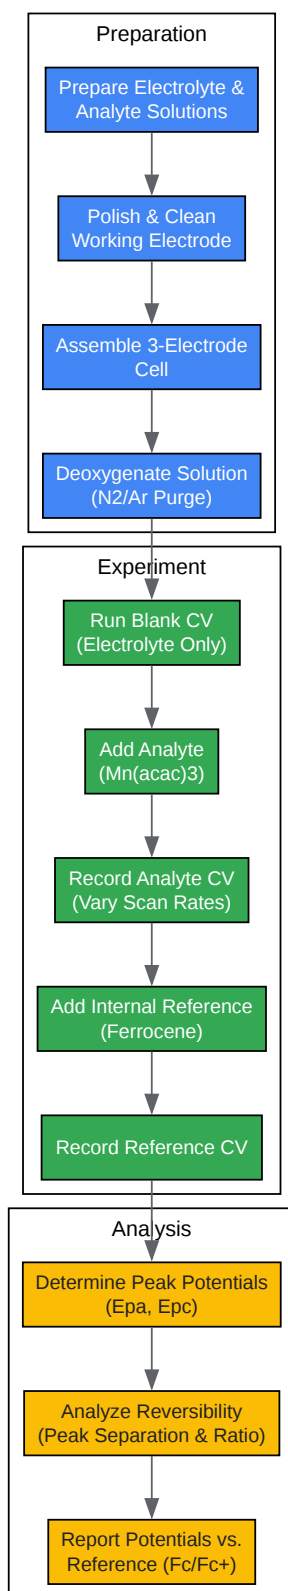 Preparation
Prepare Electrolyte &
Analyte Solutions
Polish & Clean
Working Electrode
Assemble 3-Electrode
Cell
Deoxygenate Solution
(N2/Ar Purge)
Experiment
Run Blank CV
(Electrolyte Only)
Add Analyte
(Mn(acac)3)
Record Analyte CV
(Vary Scan Rates)
Add Internal Reference
(Ferrocene)
Record Reference CV
Analysis
Determine Peak Potentials
(Epa, Epc)
Analyze Reversibility
(Peak Separation & Ratio)
Report Potentials vs.
Reference (Fc/Fc+)